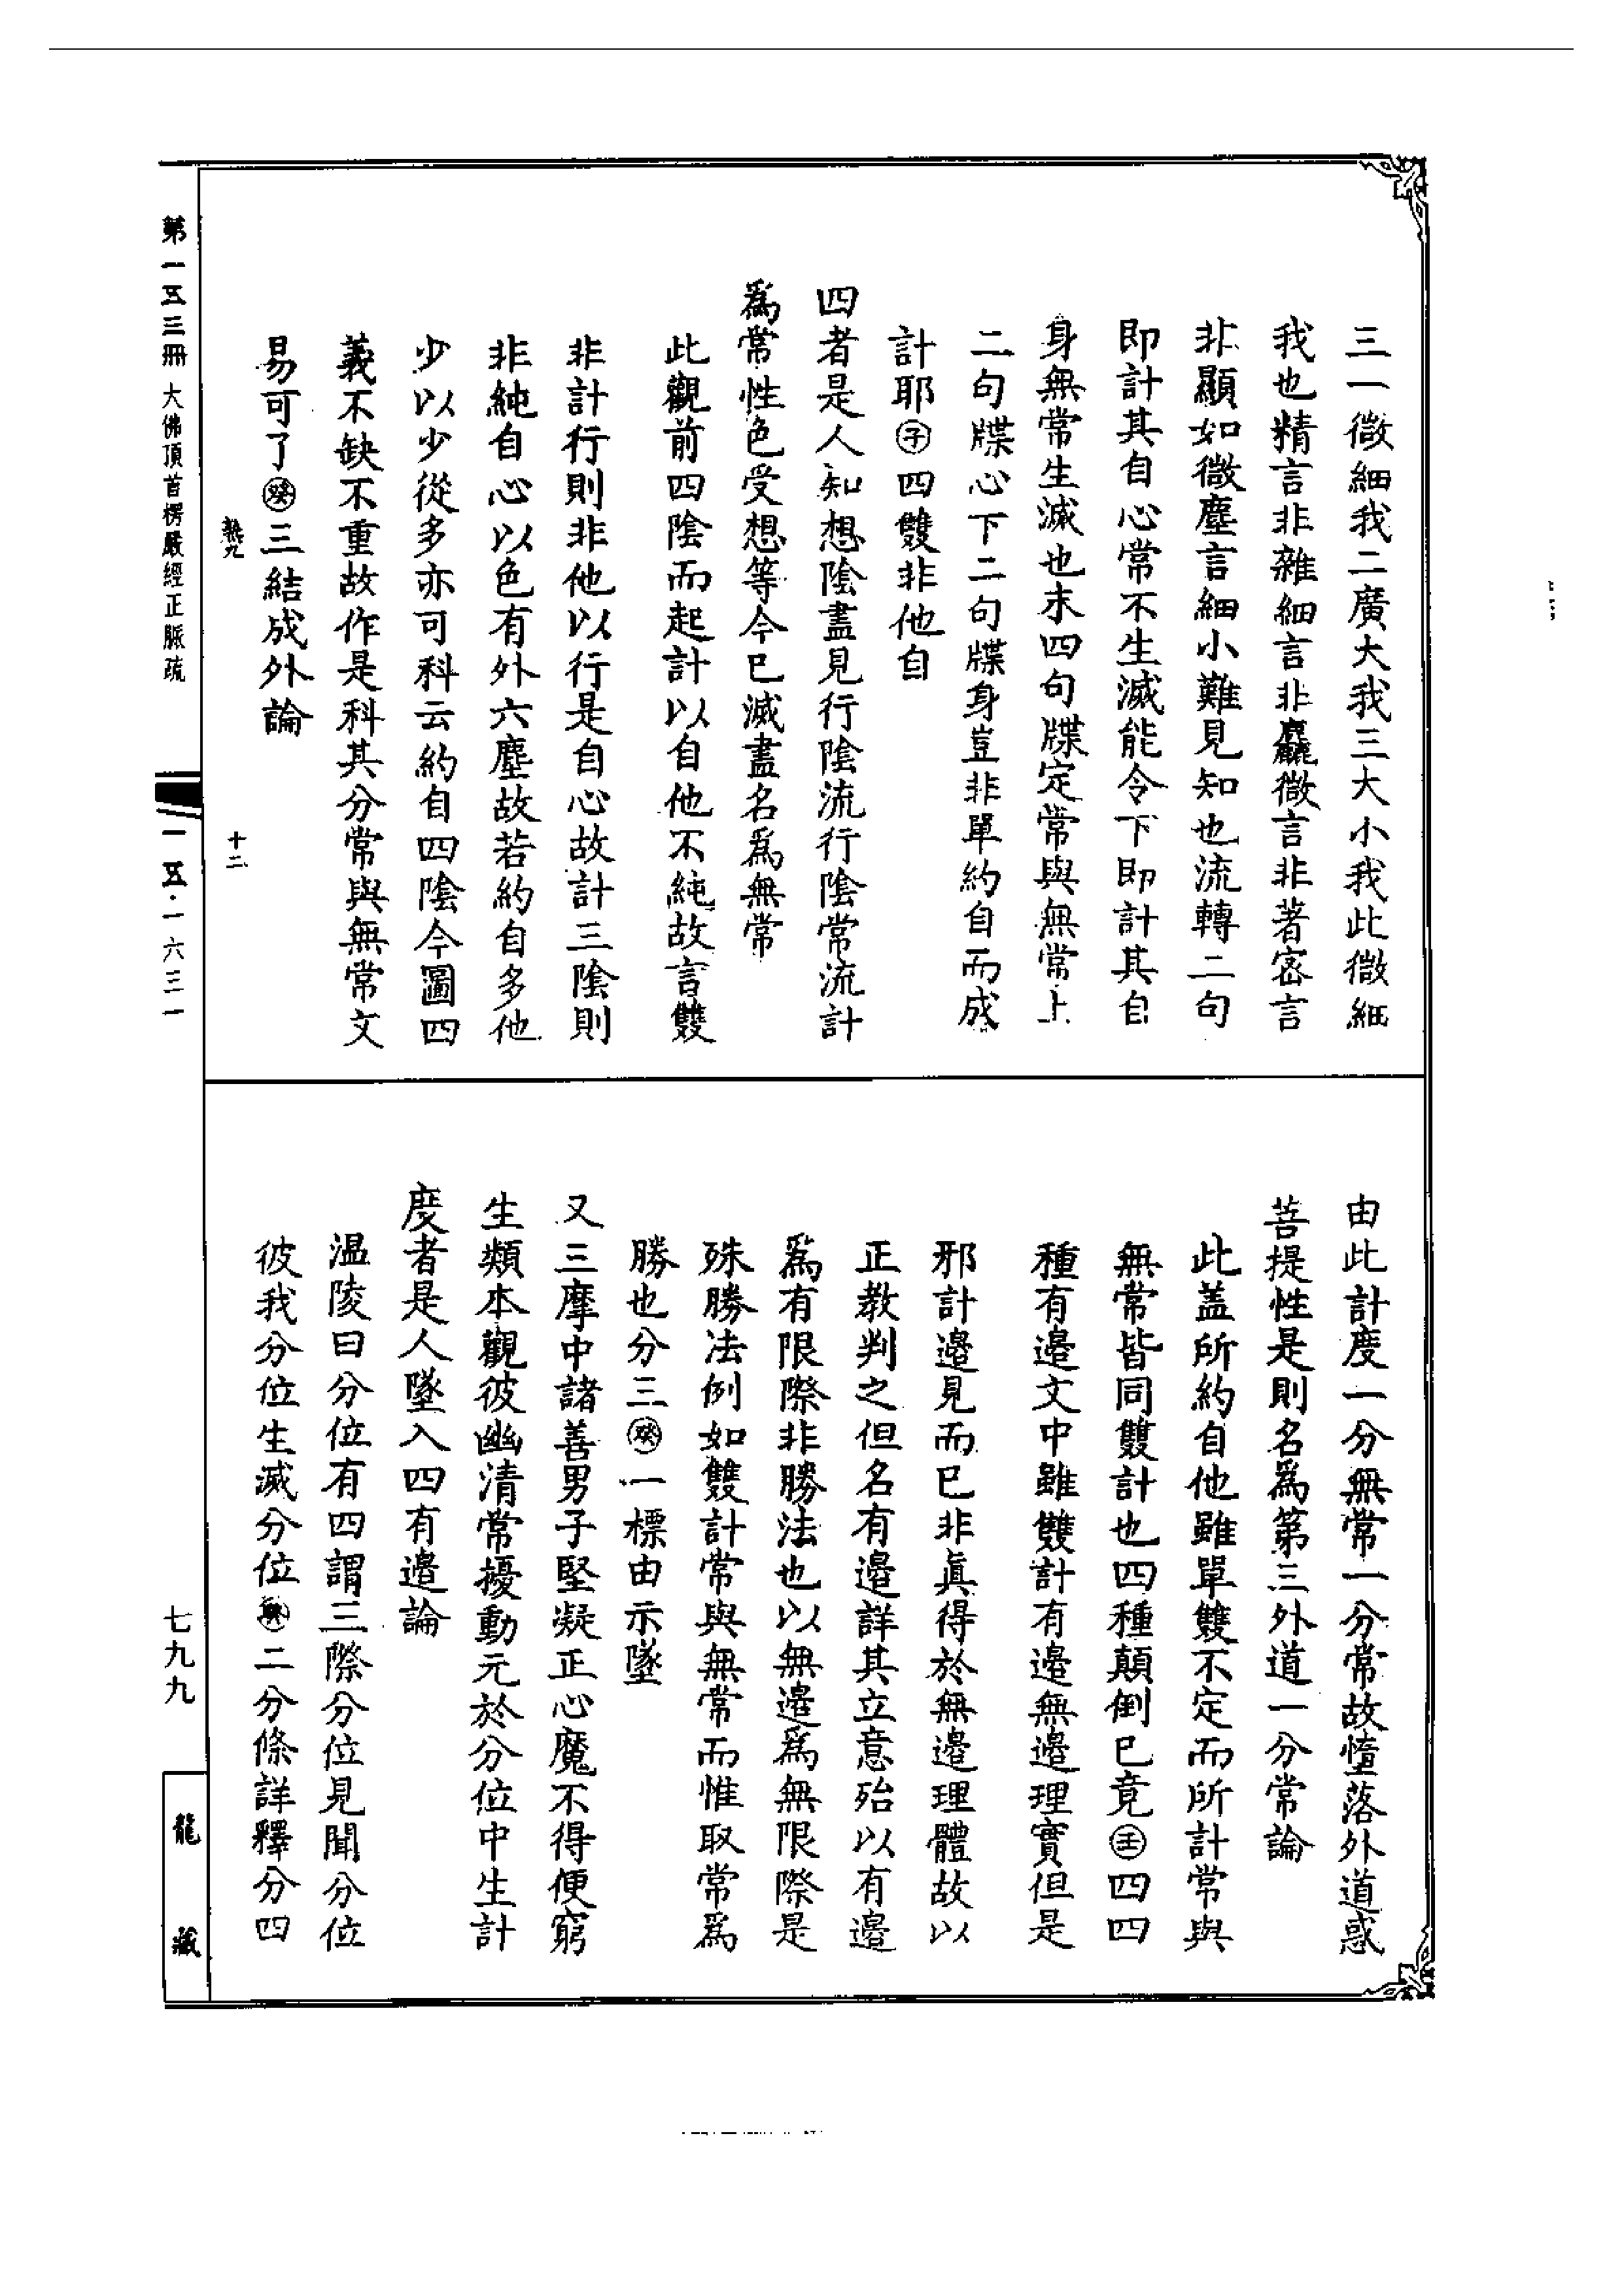 三一微細我二廣大我三大小我此微細
我也精言非雜細言非麤微言非著密言
非顯如微塵言細小難見知也流轉二句
即計其自心常不生滅能令下即計其自
身無常生滅也末四句牒定常與無常上
二句牒心下二句牒身豈非單約自而成
計耶㊢子四雙非他自
四者是人知想陰盡見行陰流行陰常流計
爲常性色受想等今已滅盡名爲無常
此觀前四陰而起計以自他不純故言雙
非計行則非他以行是自心故計三陰則
非純自心以色有外六塵故若約自多他
少以少從多亦可科云約自四陰今圖四
義不缺不重故作是科其分常與無常文
易可了癸三結成外論
由此計度一分無常一分常故墮落外道惑
菩提性是則名爲第三外道一分常論
此盖所約自他雖單雙不定而所計常與
無常皆同雙計也四種顛倒已竟壬四四
種有邊文中雖雙計有邊無邊理實但是
邪計邊見而已非眞得於無邊理體故以
正教判之但名有邊詳其立意殆以有邊
爲有限際非勝法也以無邊爲無限際是
殊勝法例如雙計常與無常而惟取常爲
勝也分三癸一標由示墜
又三摩中諸善男子堅凝正心魔不得便窮
生類本觀彼幽清常擾動元於分位中生計
度者是人墜入四有邊論
温陵曰分位有四謂三際分位見聞分位
彼我分位生滅分位癸二分條詳釋分四
第一五三冊 大佛頂首楞嚴經正脈疏
執九 十二
一五·一六三一
七九九
龍藏